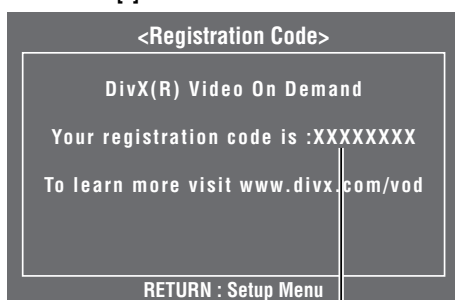 <Registration Code>
DivX(R) Video On Demand
Your registration code is :XXXXXXXX
To learn more visit www.divx.com/vod
RETURN : Setup Menu